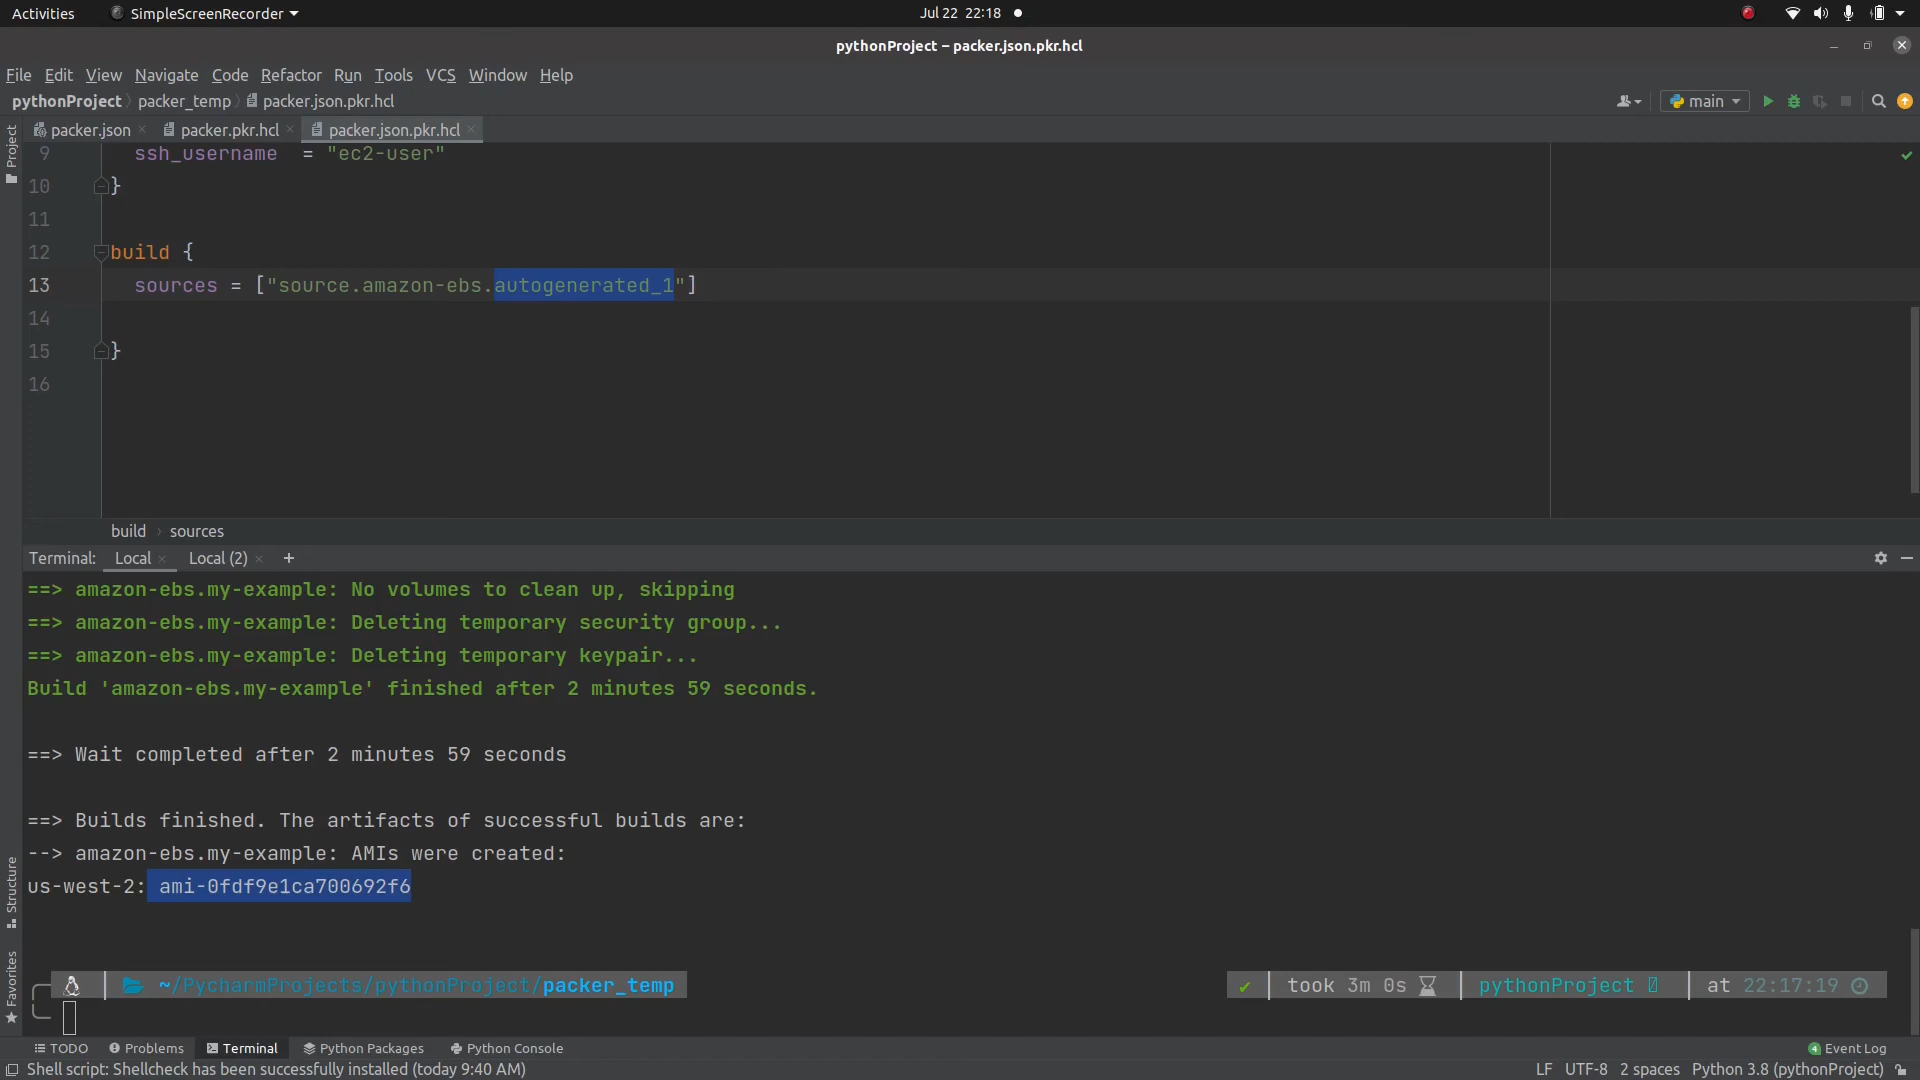 Activities SimpleScreenRecorder Jul 22 22:18
pythonProject – packer.json.pkr.hcl
File Edit View Navigate Code Refactor Run Tools VCS Window Help
pythonProject packer_temp packer.json.pkr.hcl main
packer.json packer.pkr.hcl packer.json.pkr.hcl
Project
9 ssh_username = "ec2-user"
10 }
11
12 build {
13 sources = ["source.amazon-ebs.autogenerated_1"]
14
15 }
16
build sources
Terminal: Local Local (2) +
==> amazon-ebs.my-example: No volumes to clean up, skipping
==> amazon-ebs.my-example: Deleting temporary security group...
==> amazon-ebs.my-example: Deleting temporary keypair...
Build 'amazon-ebs.my-example' finished after 2 minutes 59 seconds.
==> Wait completed after 2 minutes 59 seconds
==> Builds finished. The artifacts of successful builds are:
--> amazon-ebs.my-example: AMIs were created:
us-west-2: ami-0fdf9e1ca700692f6
Structure
Favorites
~/PycharmProjects/pythonProject/packer_temp ✔ took 3m 0s pythonProject at 22:17:19
TODO Problems Terminal Python Packages Python Console 4 Event Log
Shell script: Shellcheck has been successfully installed (today 9:40 AM) LF UTF-8 2 spaces Python 3.8 (pythonProject)